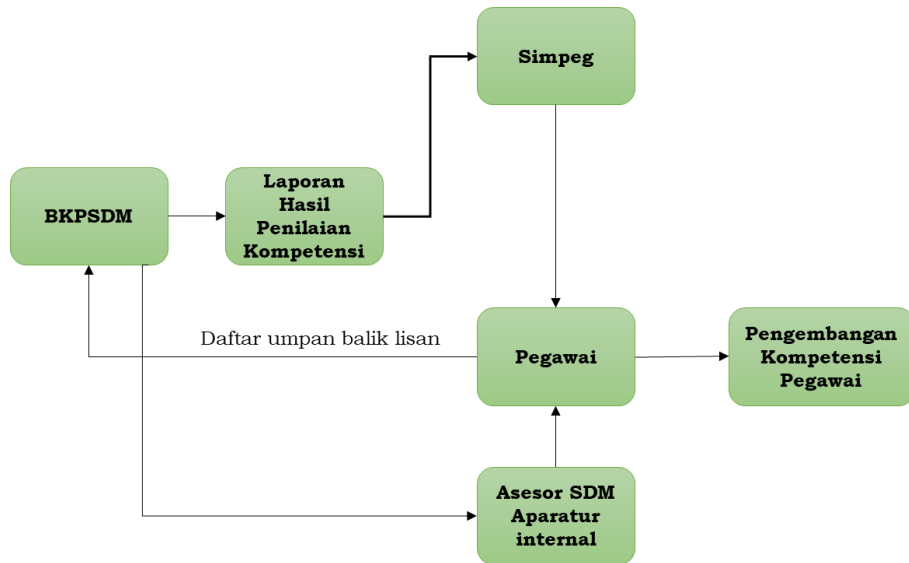 Simpeg
BKPSDM
Laporan
Hasil
Penilaian
Kompetensi
Daftar umpan balik lisan
Pegawai
Pengembangan
Kompetensi
Pegawai
Asesor SDM
Aparatur
internal